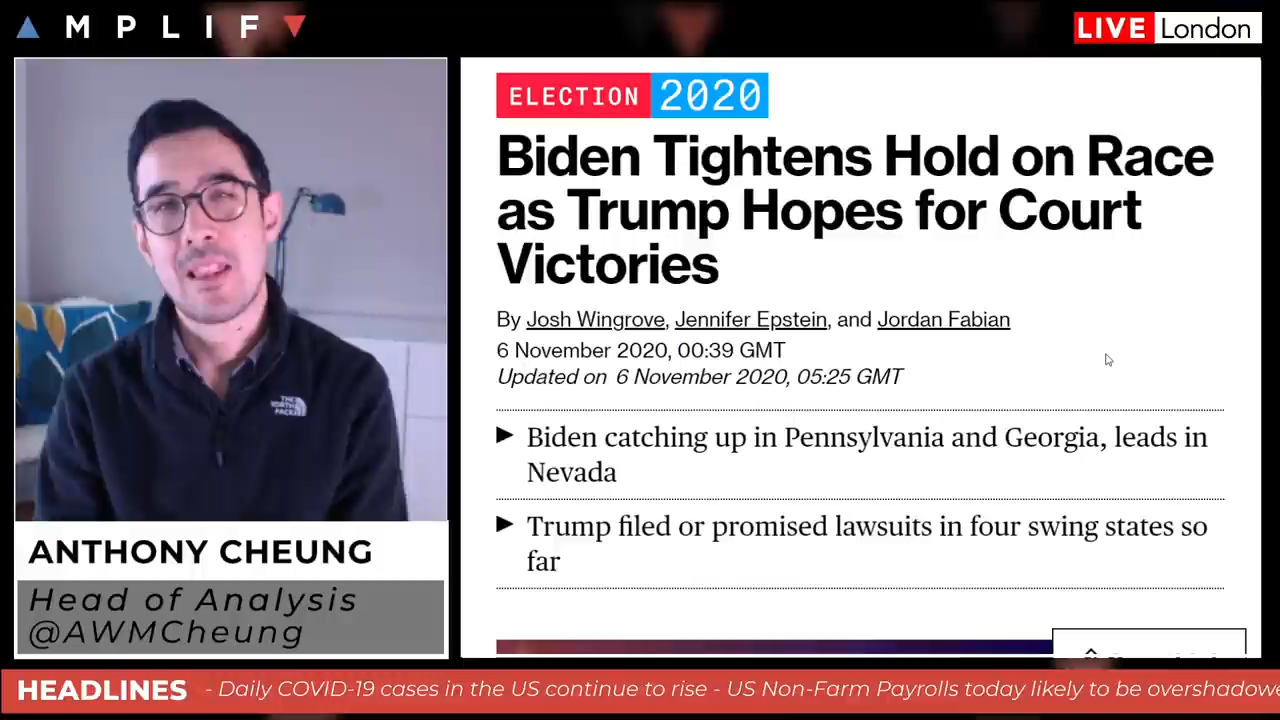 AMPLIFY
LIVE London
ELECTION 2020
Biden Tightens Hold on Race
as Trump Hopes for Court
Victories
By Josh Wingrove, Jennifer Epstein, and Jordan Fabian
6 November 2020, 00:39 GMT
Updated on 6 November 2020, 05:25 GMT
Biden catching up in Pennsylvania and Georgia, leads in
Nevada
Trump filed or promised lawsuits in four swing states so
far
THE
NORTH
FACE
ANTHONY CHEUNG
Head of Analysis
@AWMCheung
HEADLINES - Daily COVID-19 cases in the US continue to rise - US Non-Farm Payrolls today likely to be overshadowe